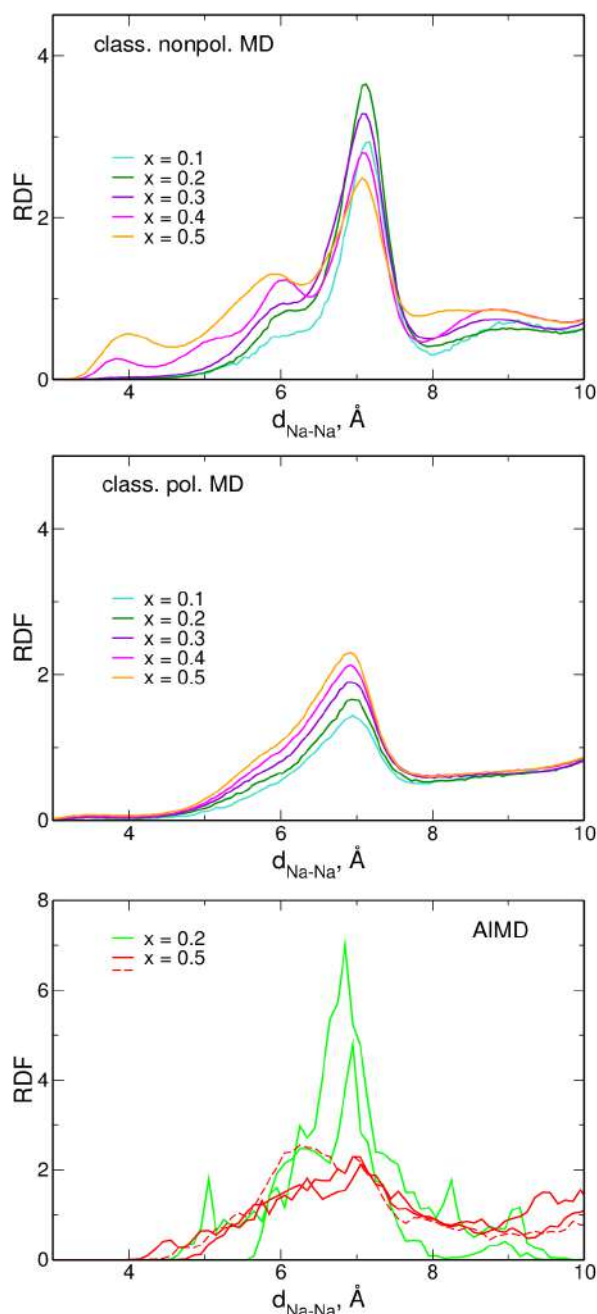 class. nonpol. MD
4
x = 0.1
x = 0.2
x = 0.3
x = 0.4
x = 0.5
RDF
2
0
4 6 8 10
d_Na-Na, Å
class. pol. MD
4
x = 0.1
x = 0.2
x = 0.3
x = 0.4
x = 0.5
RDF
2
0
4 6 8 10
d_Na-Na, Å
8
AIMD
x = 0.2
x = 0.5
6
RDF
4
2
0
4 6 8 10
d_Na-Na, Å